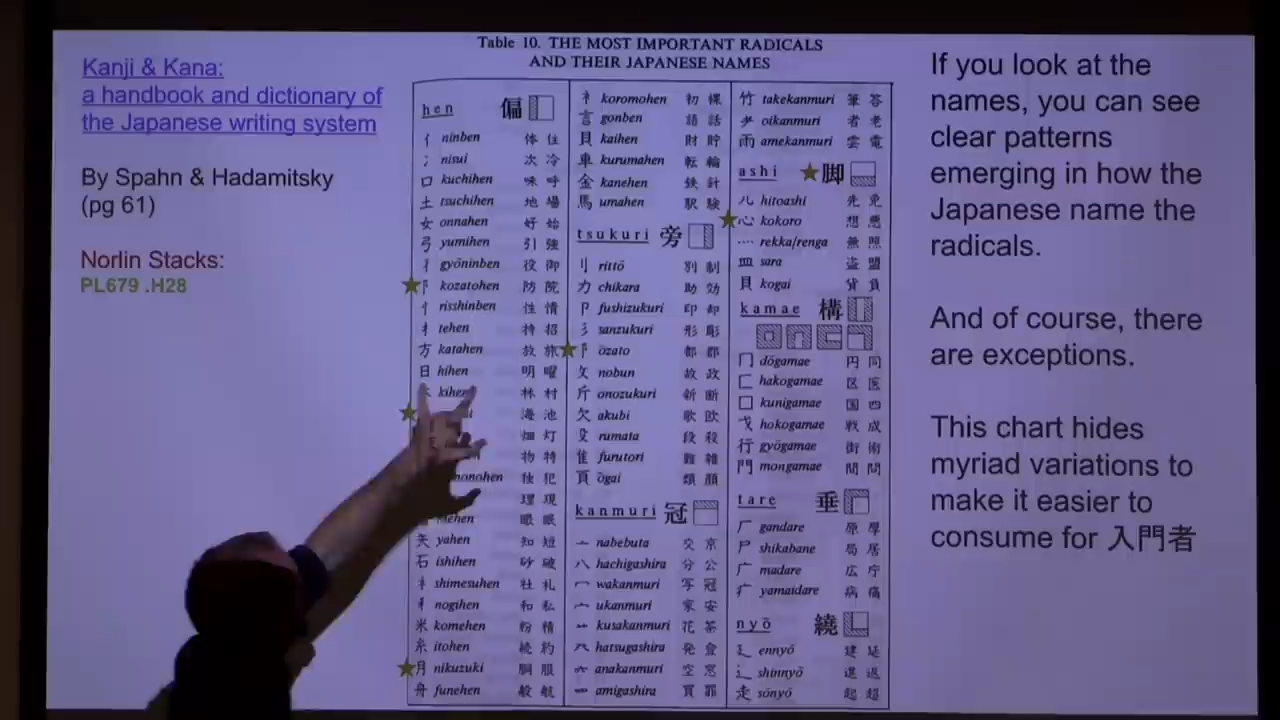 Table 10. THE MOST IMPORTANT RADICALS
AND THEIR JAPANESE NAMES
Kanji & Kana:
a handbook and dictionary of
the Japanese writing system
By Spahn & Hadamitsky
(pg 61)
Norlin Stacks:
PL679 .H28
hen 偏
亻 ninben 体 住
冫 nisui 次 冷
口 kuchihen 味 呼
土 tsuchihen 地 場
女 onnahen 好 始
弓 yumihen 引 強
彳 gyōninben 役 御
阝 kozatohen 防 院
忄 risshinben 性 情
扌 tehen 持 招
方 katahen 放 旅
日 hihen 明 曜
kihen 林 村
海 池
畑 灯
物 特
monohen 独 犯
理 現
mehen 眼 眠
矢 yahen 知 短
石 ishihen 砂 破
礻 shimesuhen 社 礼
禾 nogihen 和 私
米 komehen 粉 精
糸 itohen 続 約
月 nikuzuki 胴 服
舟 funehen 般 航
衤 koromohen 初 裸
言 gonben 語 話
貝 kaihen 財 貯
車 kurumahen 転 輪
金 kanehen 鉄 針
馬 umahen 駅 験
tsukuri 旁
刂 rittō 別 制
力 chikara 助 効
卩 fushizukuri 印 却
彡 sanzukuri 形 彫
阝 ōzato 都 郡
攵 nobun 故 政
斤 onozukuri 新 断
欠 akubi 歌 欧
殳 rumata 段 殺
隹 furutori 難 雑
頁 ōgai 頭 顔
kanmuri 冠
亠 nabebuta 交 京
八 hachigashira 分 公
冖 wakanmuri 写 冠
宀 ukanmuri 家 安
艹 kusakanmuri 花 茶
癶 hatsugashira 発 登
穴 anakanmuri 空 窓
罒 amigashira 買 罪
竹 takekanmuri 筆 答
耂 oikanmuri 者 老
雨 amekanmuri 雲 電
ashi 脚
儿 hitoashi 先 免
心 kokoro 想 悪
灬 rekka/renga 無 照
皿 sara 盗 盟
貝 kogai 貨 負
kamae 構
冂 dōgamae 円 同
匚 hakogamae 区 医
囗 kunigamae 国 四
戈 hokogamae 戦 成
行 gyōgamae 街 術
門 mongamae 間 問
tare 垂
厂 gandare 原 厚
尸 shikabane 局 居
广 madare 広 庁
疒 yamaidare 病 痛
nyō 繞
廴 ennyō 建 延
辶 shinnyō 進 返
走 sōnyō 起 超
If you look at the
names, you can see
clear patterns
emerging in how the
Japanese name the
radicals.
And of course, there
are exceptions.
This chart hides
myriad variations to
make it easier to
consume for 入門者